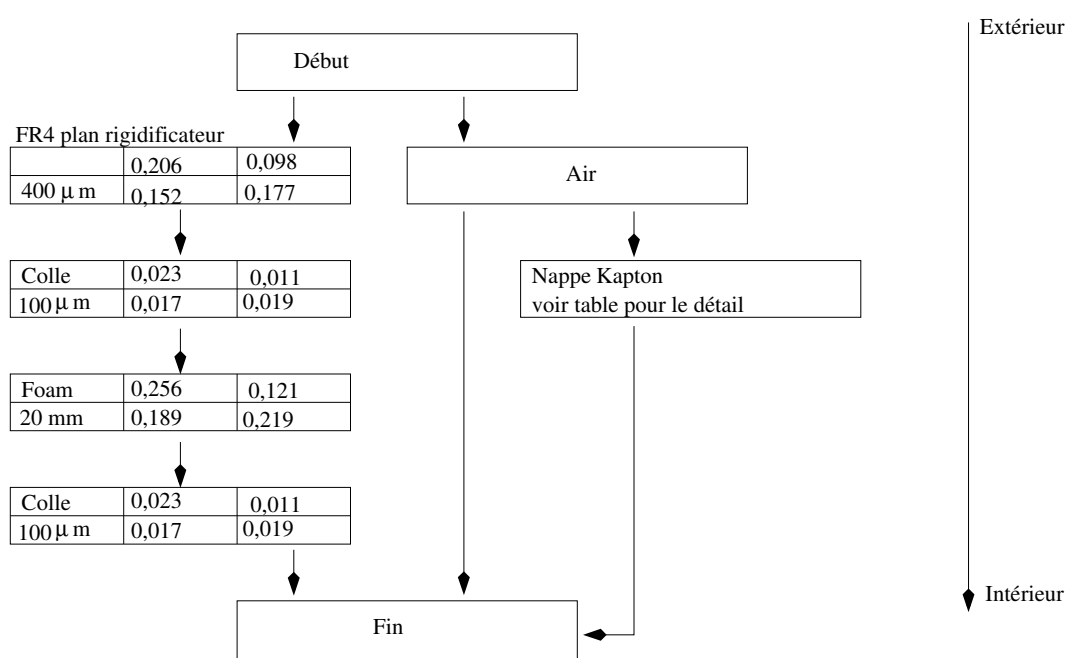 Extérieur
Début
FR4 plan rigidificateur
0,206 0,098
400 µ m 0,152 0,177
Air
Colle 0,023 0,011
100 µ m 0,017 0,019
Nappe Kapton
voir table pour le détail
Foam 0,256 0,121
20 mm 0,189 0,219
Colle 0,023 0,011
100 µ m 0,017 0,019
Intérieur
Fin